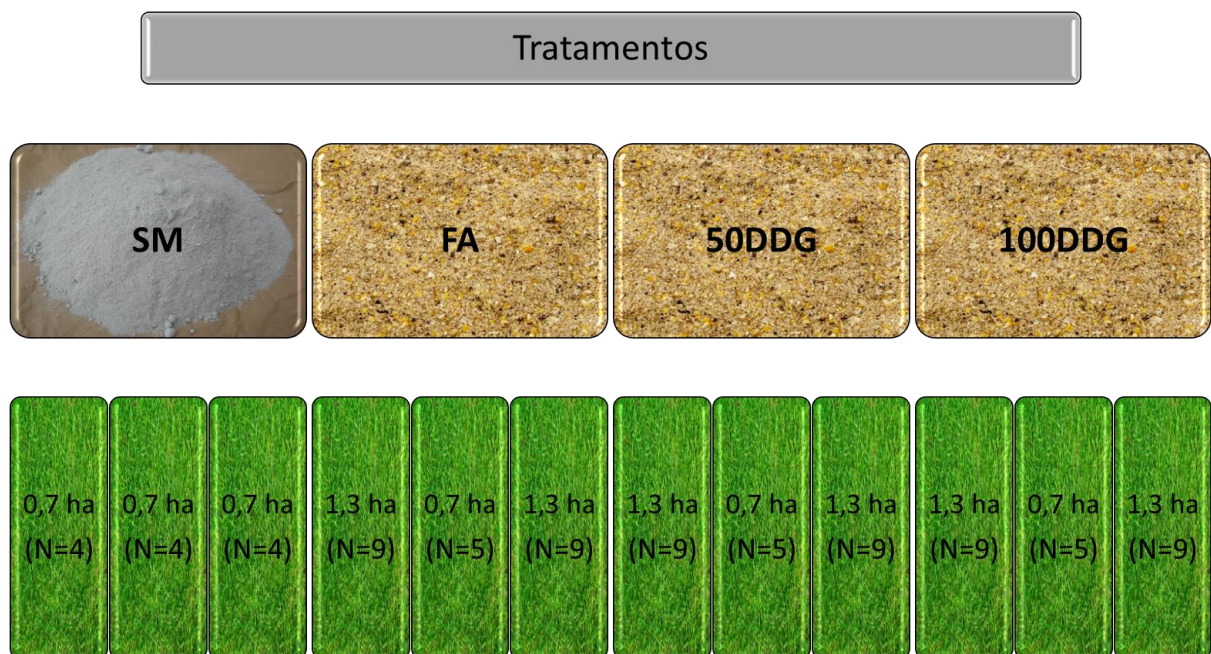 Tratamentos
SM
FA
50DDG
100DDG
0,7 ha
(N=4)
0,7 ha
(N=4)
0,7 ha
(N=4)
1,3 ha
(N=9)
0,7 ha
(N=5)
1,3 ha
(N=9)
1,3 ha
(N=9)
0,7 ha
(N=5)
1,3 ha
(N=9)
1,3 ha
(N=9)
0,7 ha
(N=5)
1,3 ha
(N=9)